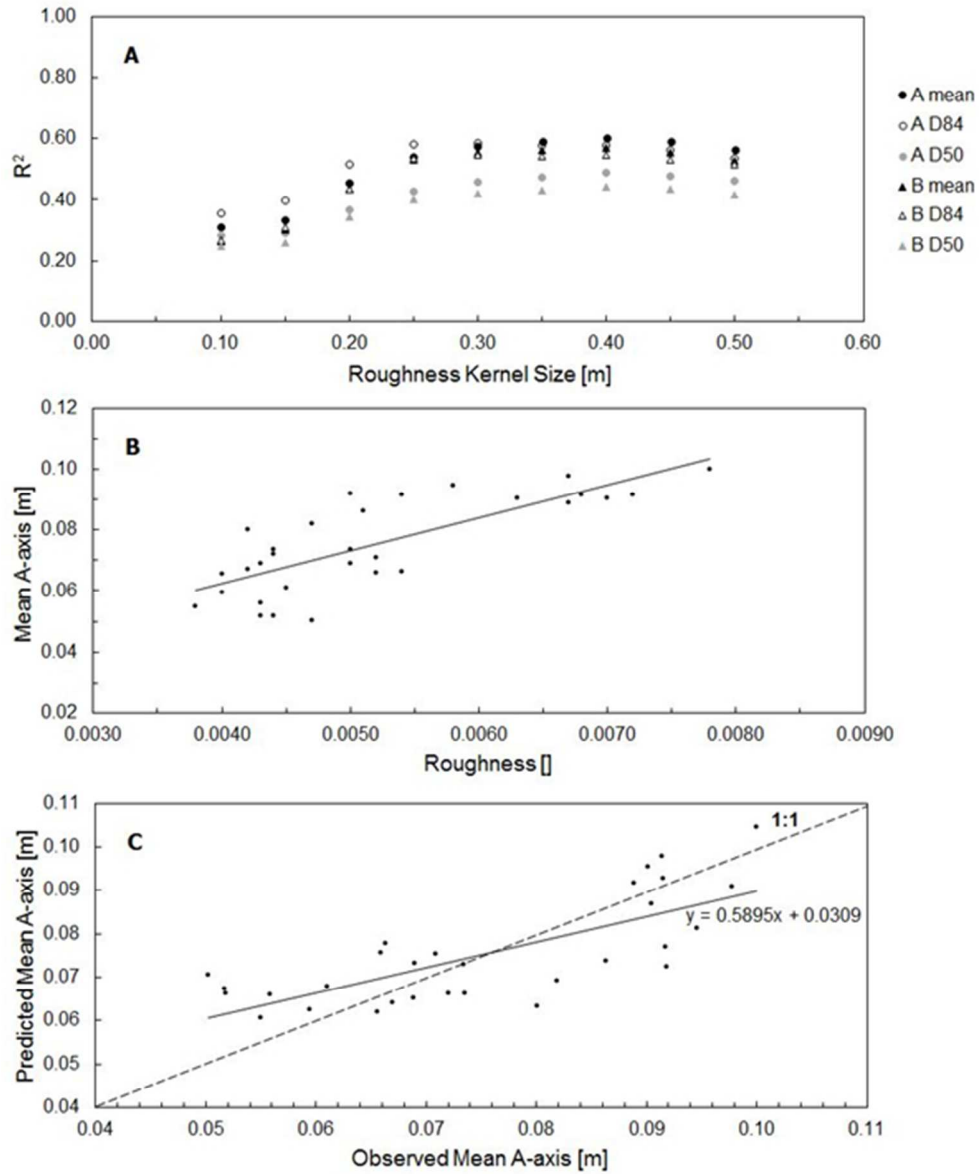 1.00
A
0.80
0.60
R2
0.40
0.20
0.00
0.00 0.10 0.20 0.30 0.40 0.50 0.60
Roughness Kernel Size [m]
A mean
A D84
A D50
B mean
B D84
B D50
0.12
B
0.10
0.08
Mean A-axis [m]
0.06
0.04
0.02
0.0030 0.0040 0.0050 0.0060 0.0070 0.0080 0.0090
Roughness []
0.11
C
1:1
0.10
0.09
y = 0.5895x + 0.0309
0.08
Predicted Mean A-axis [m]
0.07
0.06
0.05
0.04
0.04 0.05 0.06 0.07 0.08 0.09 0.10 0.11
Observed Mean A-axis [m]